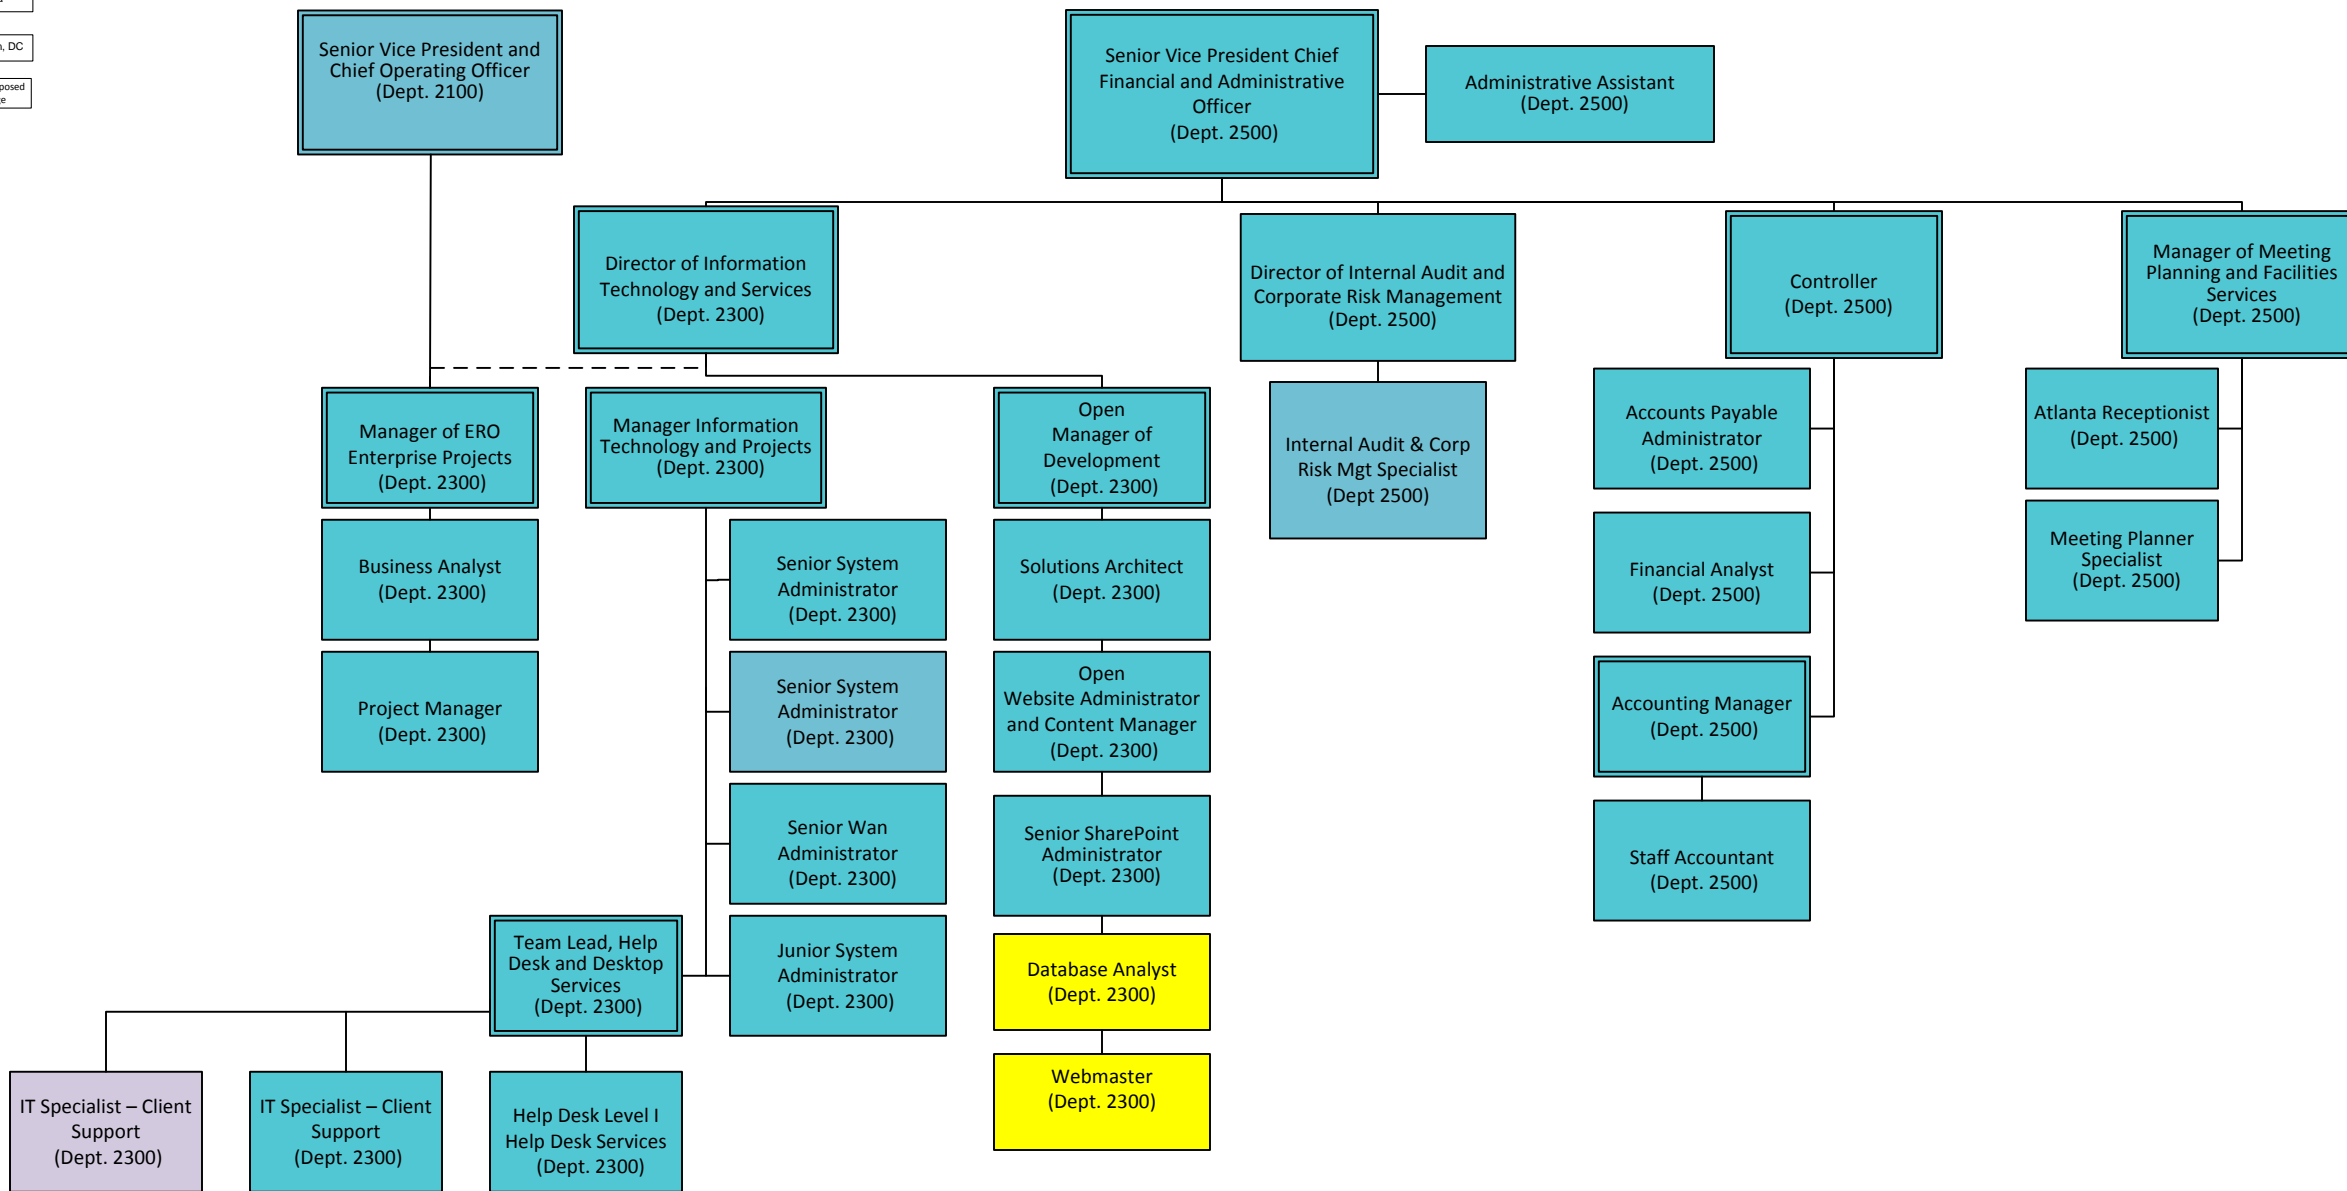 , DC
posed
Senior Vice President and
Chief Operating Officer
(Dept. 2100)
Senior Vice President Chief
Financial and Administrative
Officer
(Dept. 2500)
Administrative Assistant
(Dept. 2500)
Director of Information
Technology and Services
(Dept. 2300)
Director of Internal Audit and
Corporate Risk Management
(Dept. 2500)
Controller
(Dept. 2500)
Manager of Meeting
Planning and Facilities
Services
(Dept. 2500)
Manager of ERO
Enterprise Projects
(Dept. 2300)
Manager Information
Technology and Projects
(Dept. 2300)
Open
Manager of
Development
(Dept. 2300)
Internal Audit & Corp
Risk Mgt Specialist
(Dept 2500)
Accounts Payable
Administrator
(Dept. 2500)
Atlanta Receptionist
(Dept. 2500)
Business Analyst
(Dept. 2300)
Senior System
Administrator
(Dept. 2300)
Solutions Architect
(Dept. 2300)
Financial Analyst
(Dept. 2500)
Meeting Planner
Specialist
(Dept. 2500)
Project Manager
(Dept. 2300)
Senior System
Administrator
(Dept. 2300)
Open
Website Administrator
and Content Manager
(Dept. 2300)
Accounting Manager
(Dept. 2500)
Senior Wan
Administrator
(Dept. 2300)
Senior SharePoint
Administrator
(Dept. 2300)
Staff Accountant
(Dept. 2500)
Team Lead, Help
Desk and Desktop
Services
(Dept. 2300)
Junior System
Administrator
(Dept. 2300)
Database Analyst
(Dept. 2300)
IT Specialist – Client
Support
(Dept. 2300)
IT Specialist – Client
Support
(Dept. 2300)
Help Desk Level I
Help Desk Services
(Dept. 2300)
Webmaster
(Dept. 2300)